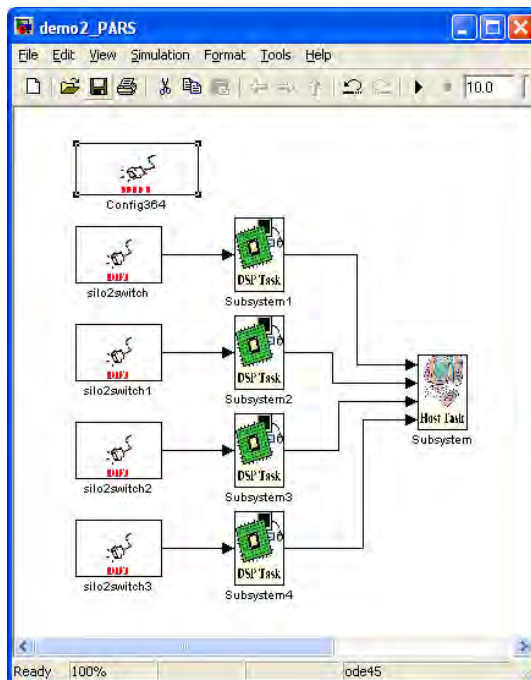 demo2_PARS
File Edit View Simulation Format Tools Help
10.0
Config364
silo2switch
DSP Task
Subsystem1
silo2switch1
DSP Task
Subsystem2
silo2switch2
DSP Task
Subsystem3
silo2switch3
DSP Task
Subsystem4
Host Task
Subsystem
Ready 100% ode45